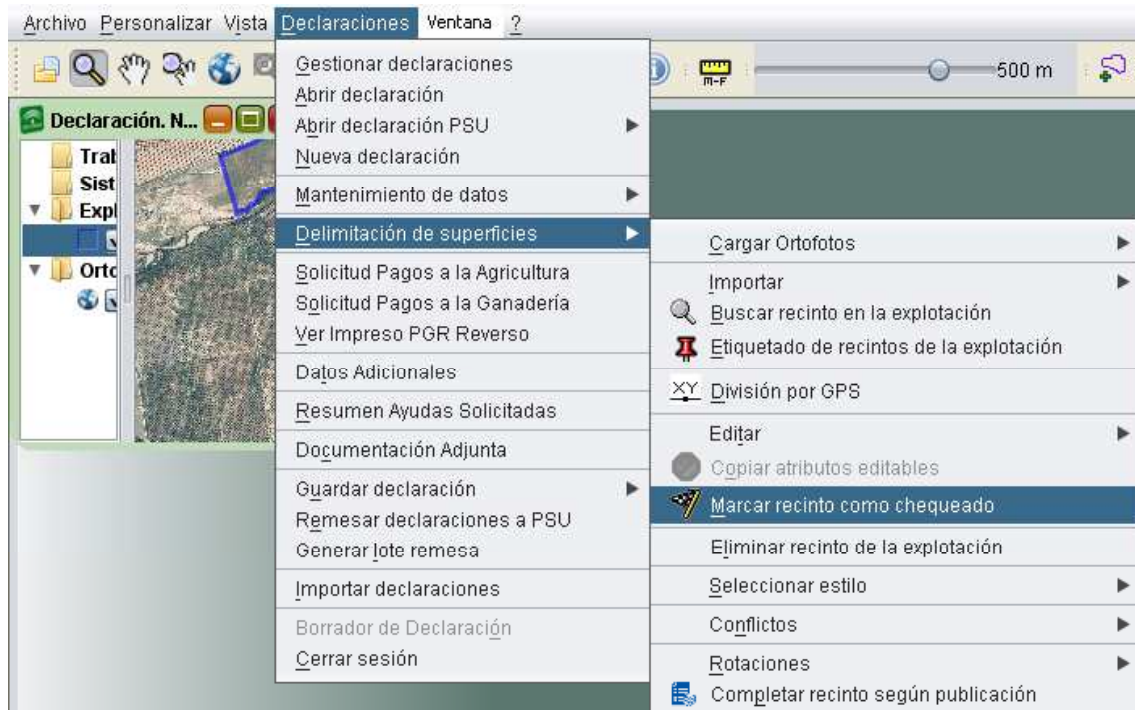 Archivo Personalizar Vista Declaraciones Ventana ?
m-F
500 m
Declaración. N...
Sist
Gestionar declaraciones
Abrir declaración
Abrir declaración PSU
Nueva declaración
Mantenimiento de datos
Delimitación de superficies
Solicitud Pagos a la Agricultura
Solicitud Pagos a la Ganadería
Ver Impreso PGR Reverso
Datos Adicionales
Resumen Ayudas Solicitadas
Documentación Adjunta
Guardar declaración
Remesar declaraciones a PSU
Generar lote remesa
Importar declaraciones
Borrador de Declaración
Cerrar sesión
Cargar Ortofotos
Importar
Buscar recinto en la explotación
Etiquetado de recintos de la explotación
XY División por GPS
Editar
Copiar atributos editables
Marcar recinto como chequeado
Eliminar recinto de la explotación
Seleccionar estilo
Conflictos
Rotaciones
Completar recinto según publicación